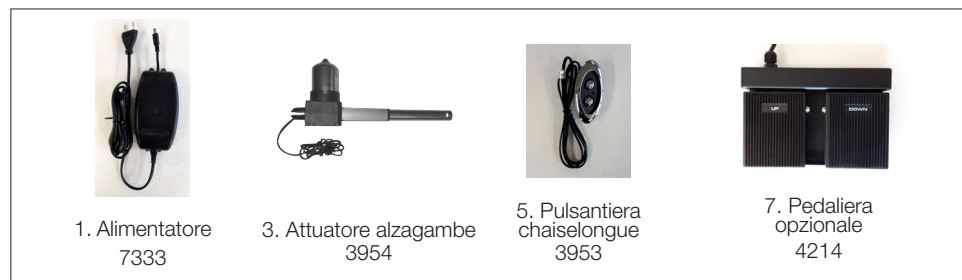 UP
DOWN
1. Alimentatore
7333
3. Attuatore alzagambe
3954
5. Pulsantiera
chaiselongue
3953
7. Pedaliera
opzionale
4214